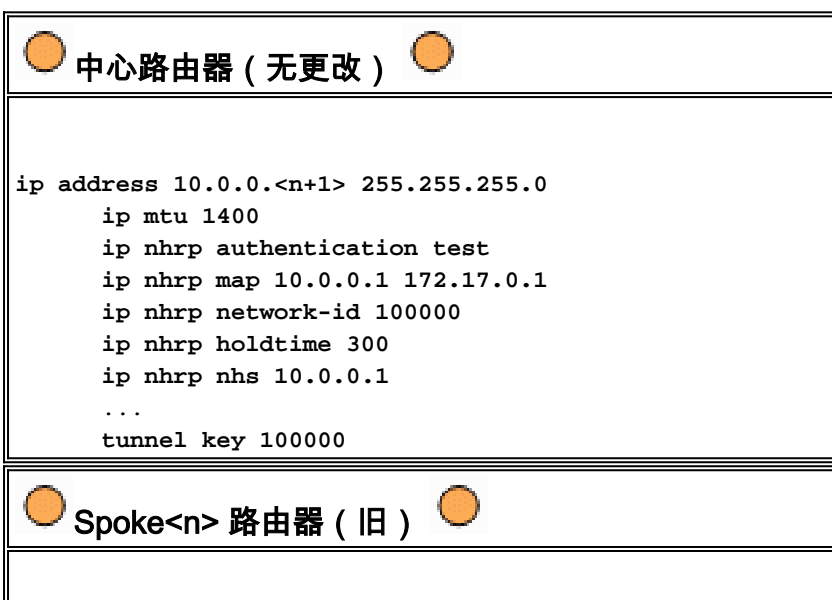 中心路由器（无更改）
ip address 10.0.0.<n+1> 255.255.255.0
ip mtu 1400
ip nhrp authentication test
ip nhrp map 10.0.0.1 172.17.0.1
ip nhrp network-id 100000
ip nhrp holdtime 300
ip nhrp nhs 10.0.0.1
...
tunnel key 100000
Spoke<n> 路由器（旧）